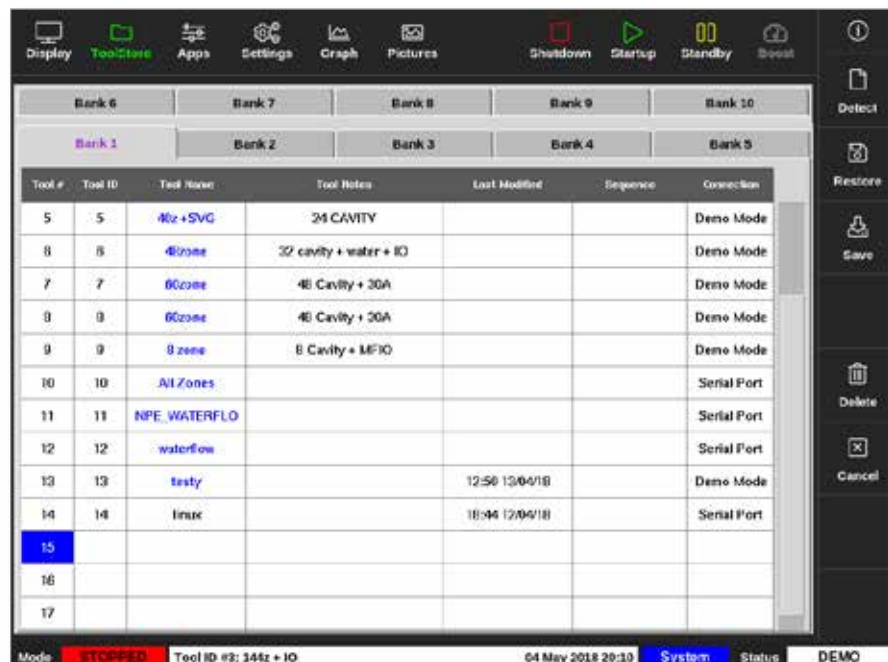 Display ToolStore Apps Settings Graph Pictures Shutdown Startup Standby Boost
Detect
Restore
Save
Delete
Cancel
Bank 6 Bank 7 Bank 8 Bank 9 Bank 10
Bank 1 Bank 2 Bank 3 Bank 4 Bank 5
Tool # Tool ID Tool Name Tool Notes Last Modified Sequence Connection
5 5 40z +SVG 24 CAVITY Demo Mode
6 6 48zone 32 cavity + water + IO Demo Mode
7 7 60zone 48 Cavity + 30A Demo Mode
8 8 60zone 48 Cavity + 30A Demo Mode
9 9 8 zone 8 Cavity + MFIO Demo Mode
10 10 All Zones Serial Port
11 11 NPE_WATERFLO Serial Port
12 12 waterflow Serial Port
13 13 testy 12:50 13/04/18 Demo Mode
14 14 linux 18:44 12/04/18 Serial Port
15
16
17
Mode STOPPED Tool ID #3: 144z + IO 04 May 2018 20:10 System Status DEMO